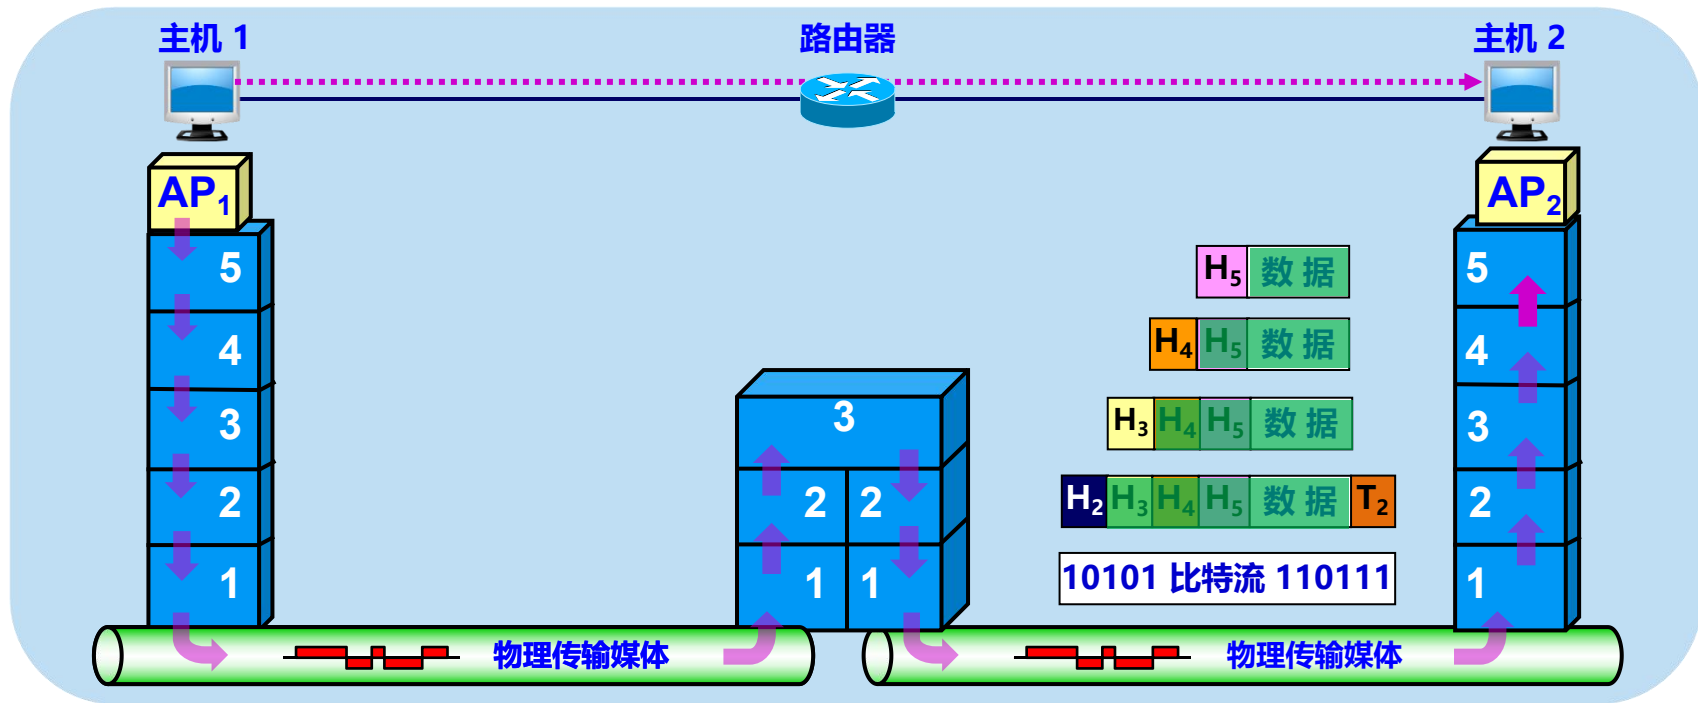 主机 1
路由器
主机 2
AP1
AP2
5
4
3
2
1
3
2 2
1 1
H5 数 据
H4 H5 数 据
H3 H4 H5 数 据
H2 H3 H4 H5 数 据 T2
10101 比特流 110111
5
4
3
2
1
物理传输媒体
物理传输媒体